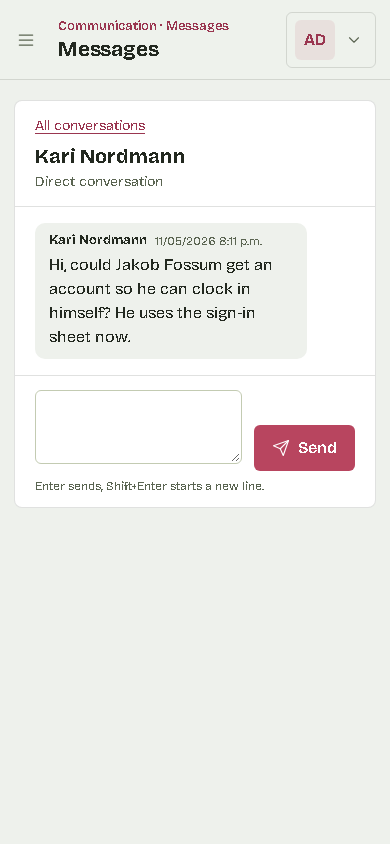 Communication · Messages
Messages
AD
All conversations
Kari Nordmann
Direct conversation
Kari Nordmann 11/05/2026 8:11 p.m.
Hi, could Jakob Fossum get an
account so he can clock in
himself? He uses the sign-in
sheet now.
Send
Enter sends, Shift+Enter starts a new line.